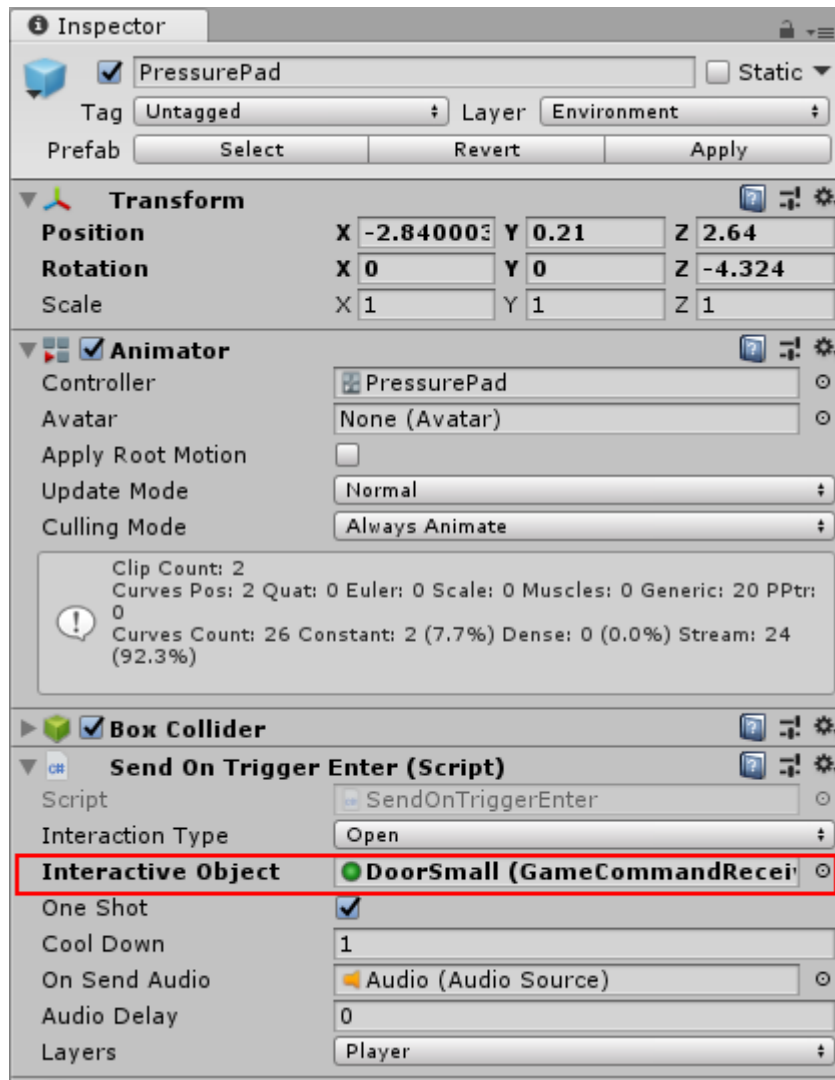 Inspector
PressurePad Static
Tag Untagged Layer Environment
Prefab Select Revert Apply
Transform
Position X -2.840003 Y 0.21 Z 2.64
Rotation X 0 Y 0 Z -4.324
Scale X 1 Y 1 Z 1
Animator
Controller PressurePad
Avatar None (Avatar)
Apply Root Motion
Update Mode Normal
Culling Mode Always Animate
Clip Count: 2
Curves Pos: 2 Quat: 0 Euler: 0 Scale: 0 Muscles: 0 Generic: 20 PPtr:
0
Curves Count: 26 Constant: 2 (7.7%) Dense: 0 (0.0%) Stream: 24
(92.3%)
Box Collider
C# Send On Trigger Enter (Script)
Script SendOnTriggerEnter
Interaction Type Open
Interactive Object DoorSmall (GameCommandRecei
One Shot
Cool Down 1
On Send Audio Audio (Audio Source)
Audio Delay 0
Layers Player